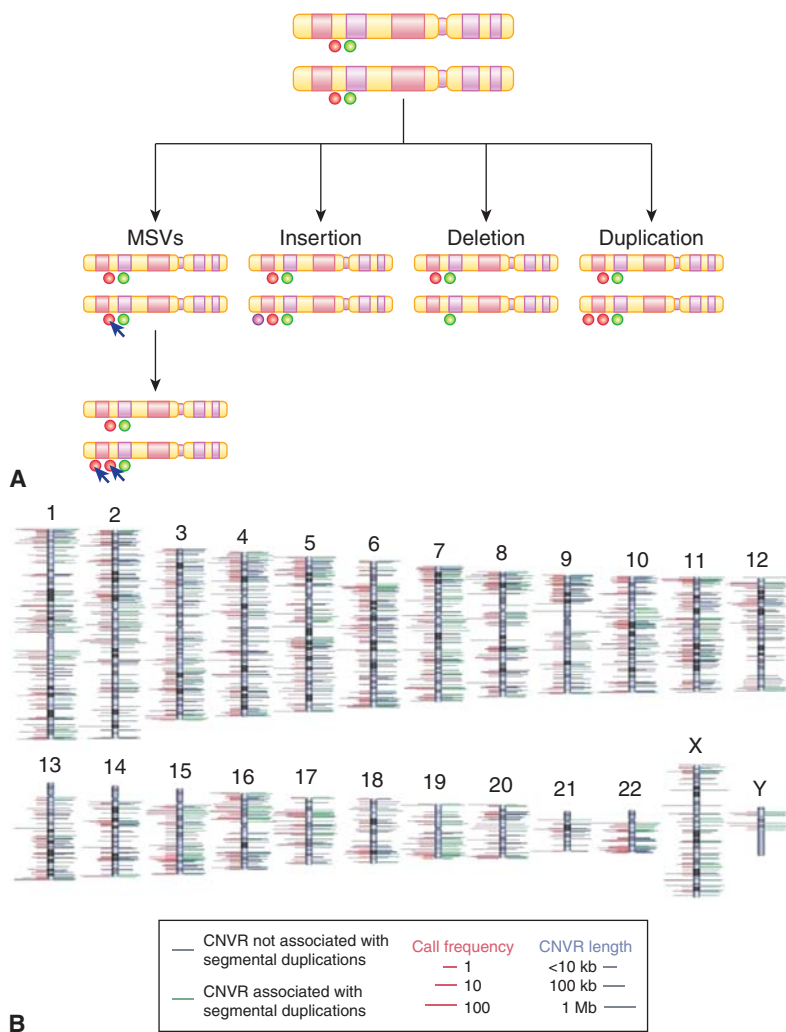 MSVs Insertion Deletion Duplication
A
1 2 3 4 5 6 7 8 9 10 11 12
13 14 15 16 17 18 19 20 21 22 X Y
CNVR not associated with
segmental duplications
CNVR associated with
segmental duplications
Call frequency
1
10
100
CNVR length
<10 kb
100 kb
1 Mb
B